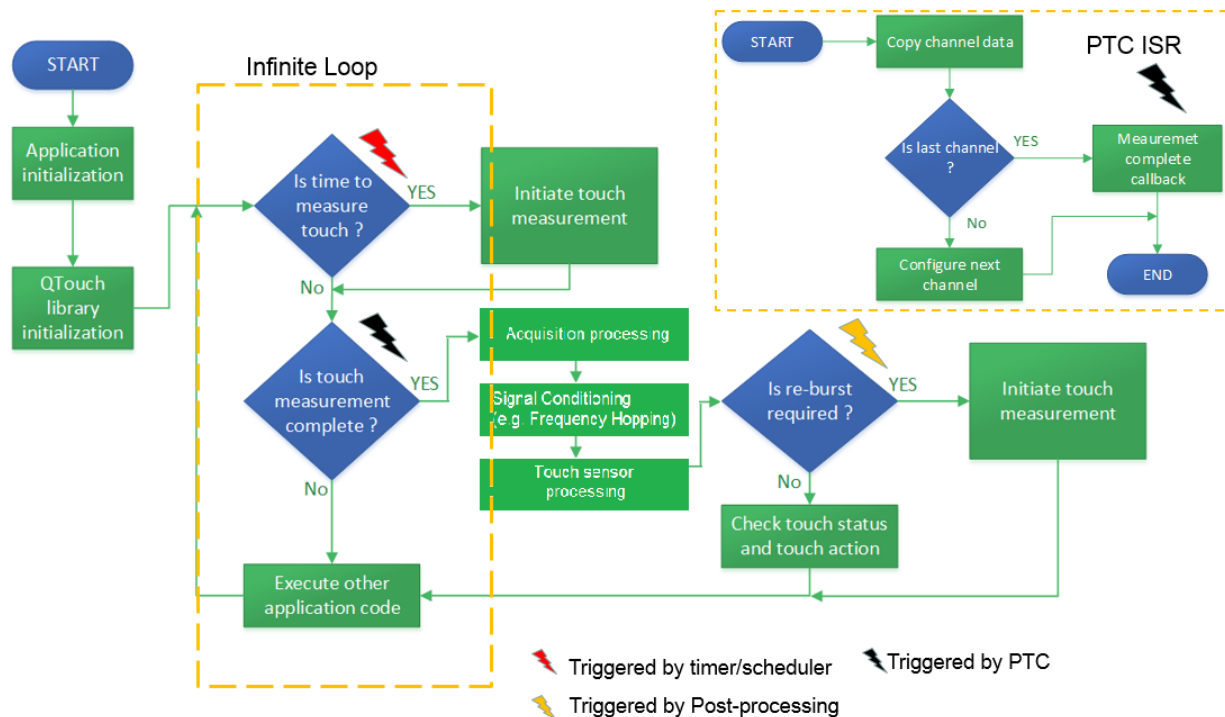 START
Application
initialization
QTouch
library
initialization
Infinite Loop
Is time to
measure
touch ?
YES
Initiate touch
measurement
No
Is touch
measurement
complete ?
YES
No
Execute other
application code
Acquisition processing
Signal Conditioning
(e.g. Frequency Hopping)
Touch sensor
processing
Is re-burst
required ?
YES
Initiate touch
measurement
No
Check touch status
and touch action
START
Copy channel data
PTC ISR
Is last channel
?
YES
Meauremet
complete
callback
No
Configure next
channel
END
Triggered by timer/scheduler
Triggered by PTC
Triggered by Post-processing